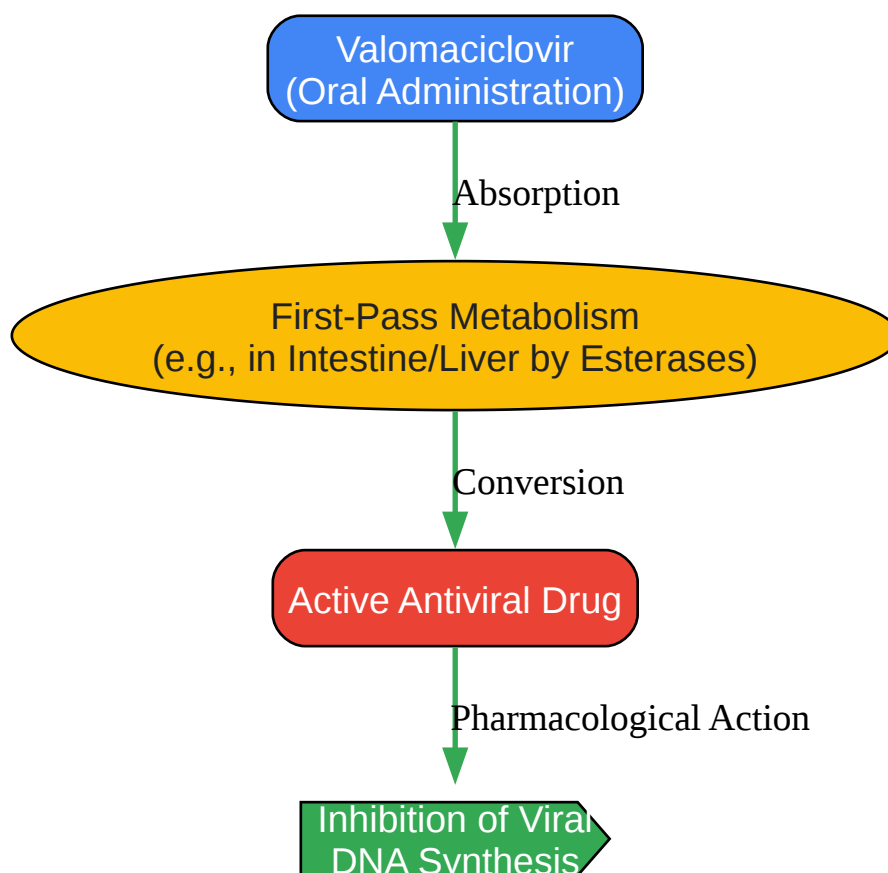 Valomaciclovir
(Oral Administration)
Absorption
First-Pass Metabolism
(e.g., in Intestine/Liver by Esterases)
Conversion
Active Antiviral Drug
Pharmacological Action
Inhibition of Viral
DNA Synthesis